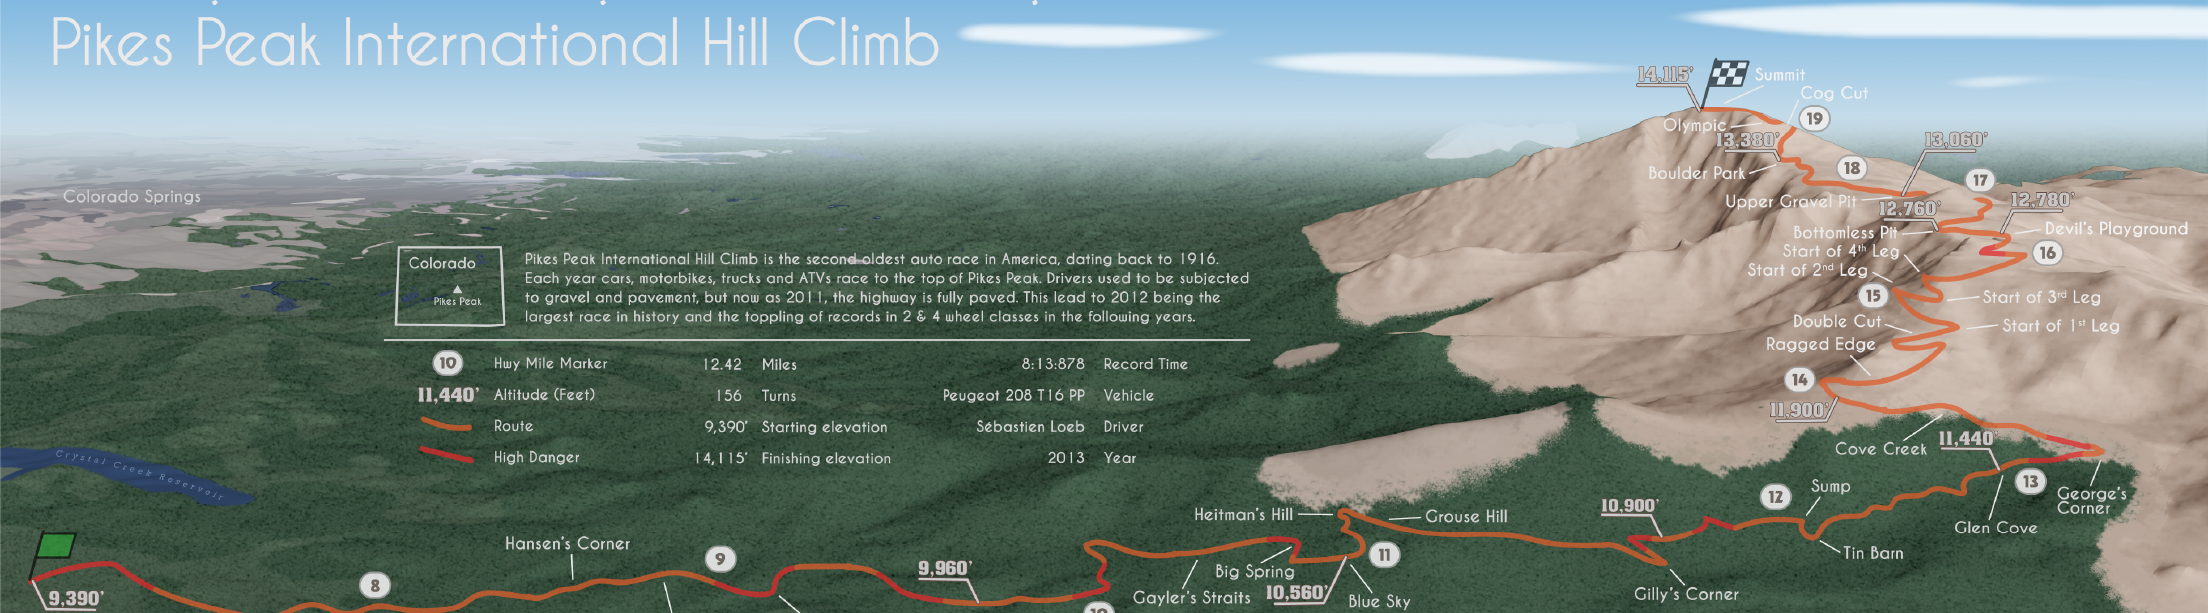 Pikes Peak International Hill Climb
14,115'
Summit
Cog Cut
Olympic
19
13,380'
13,060'
Boulder Park
18
17
Colorado Springs
Upper Gravel Pit
12,760'
12,780'
Bottomless Pit
Devil's Playground
Start of 4th Leg
16
Start of 2nd Leg
15
Start of 3rd Leg
Double Cut
Start of 1st Leg
Ragged Edge
14
11,900'
Colorado
Pikes Peak
Pikes Peak International Hill Climb is the second oldest auto race in America, dating back to 1916.
Each year cars, motorbikes, trucks and ATVs race to the top of Pikes Peak. Drivers used to be subjected
to gravel and pavement, but now as 2011, the highway is fully paved. This lead to 2012 being the
largest race in history and the toppling of records in 2 & 4 wheel classes in the following years.
10 Hwy Mile Marker 12.42 Miles 8:13:878 Record Time
11,440' Altitude (Feet) 156 Turns Peugeot 208 T16 PP Vehicle
Route 9,390' Starting elevation Sébastien Loeb Driver
High Danger 14,115' Finishing elevation 2013 Year
Crystal Creek Reservoir
Cove Creek
11,440'
13
George's
Corner
12
Sump
Glen Cove
Tin Barn
10,900'
Gilly's Corner
Heitman's Hill
Grouse Hill
11
Big Spring
Gayler's Straits
10,560'
Blue Sky
Hansen's Corner
9
9,960'
8
9,390'